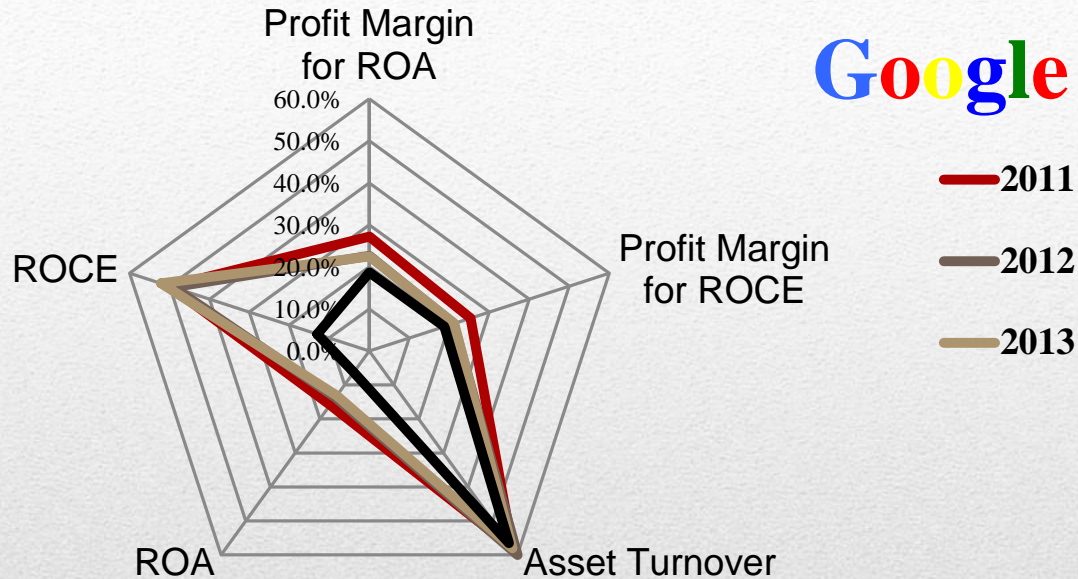 Profit Margin
for ROA
Google
60.0%
50.0%
40.0%
30.0%
20.0%
10.0%
0.0%
2011
2012
2013
Profit Margin
for ROCE
ROCE
ROA
Asset Turnover